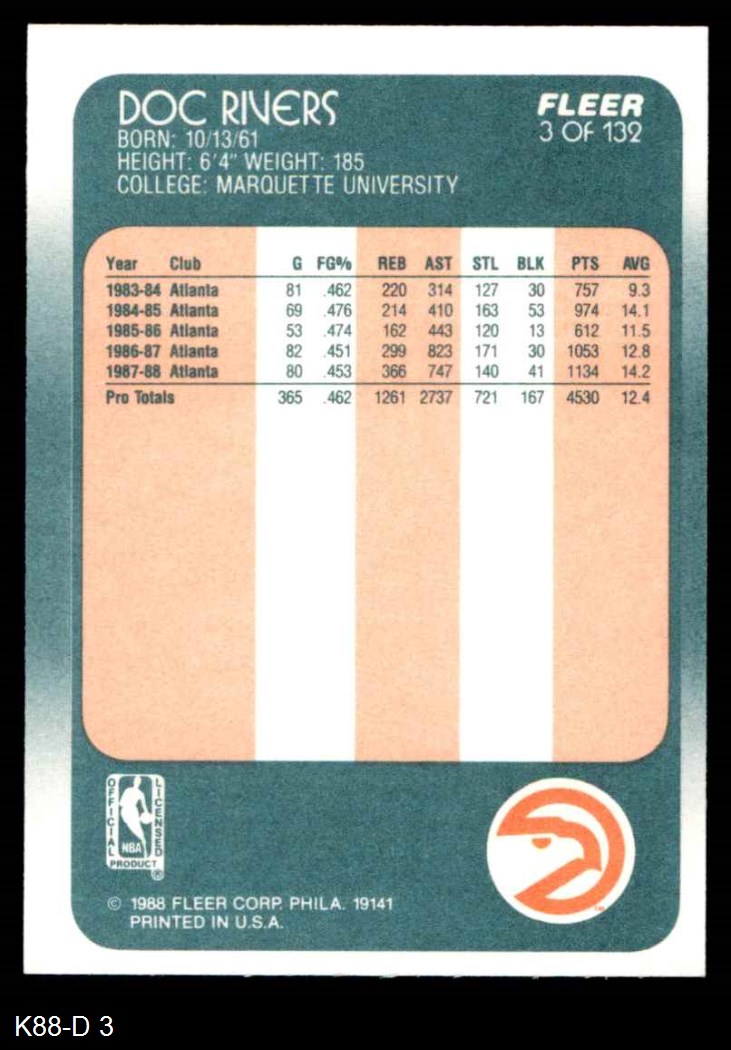 DOC RIVERS
FLEER
3 OF 132
BORN: 10/13/61
HEIGHT: 6'4" WEIGHT: 185
COLLEGE: MARQUETTE UNIVERSITY
Year Club G FG% REB AST STL BLK PTS AVG
1983-84 Atlanta 81 .462 220 314 127 30 757 9.3
1984-85 Atlanta 69 .476 214 410 163 53 974 14.1
1985-86 Atlanta 53 .474 162 443 120 13 612 11.5
1986-87 Atlanta 82 .451 299 823 171 30 1053 12.8
1987-88 Atlanta 80 .453 366 747 140 41 1134 14.2
Pro Totals 365 .462 1261 2737 721 167 4530 12.4
OFFICIAL
LICENSED
NBA
PRODUCT
®
© 1988 FLEER CORP. PHILA. 19141
PRINTED IN U.S.A.
K88-D 3